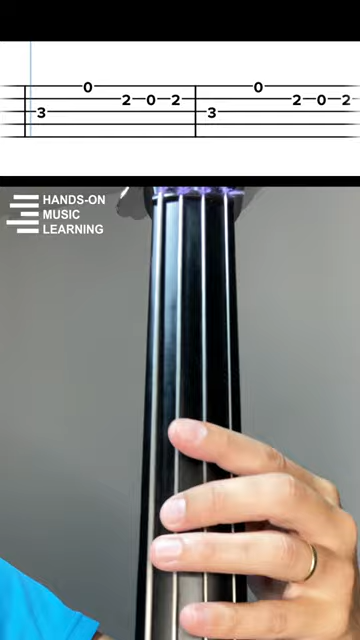 0 0
2 0 2 2 0 2
3 3
HANDS-ON
MUSIC
LEARNING